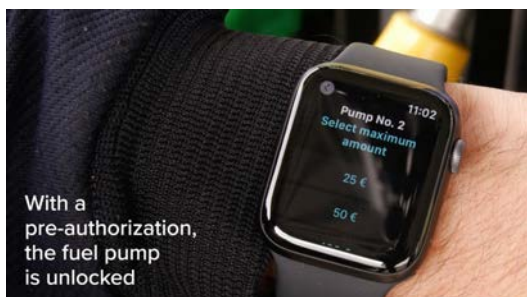 11:02
Pump No. 2
Select maximum
amount
25 €
50 €
With a
pre-authorization,
the fuel pump
is unlocked